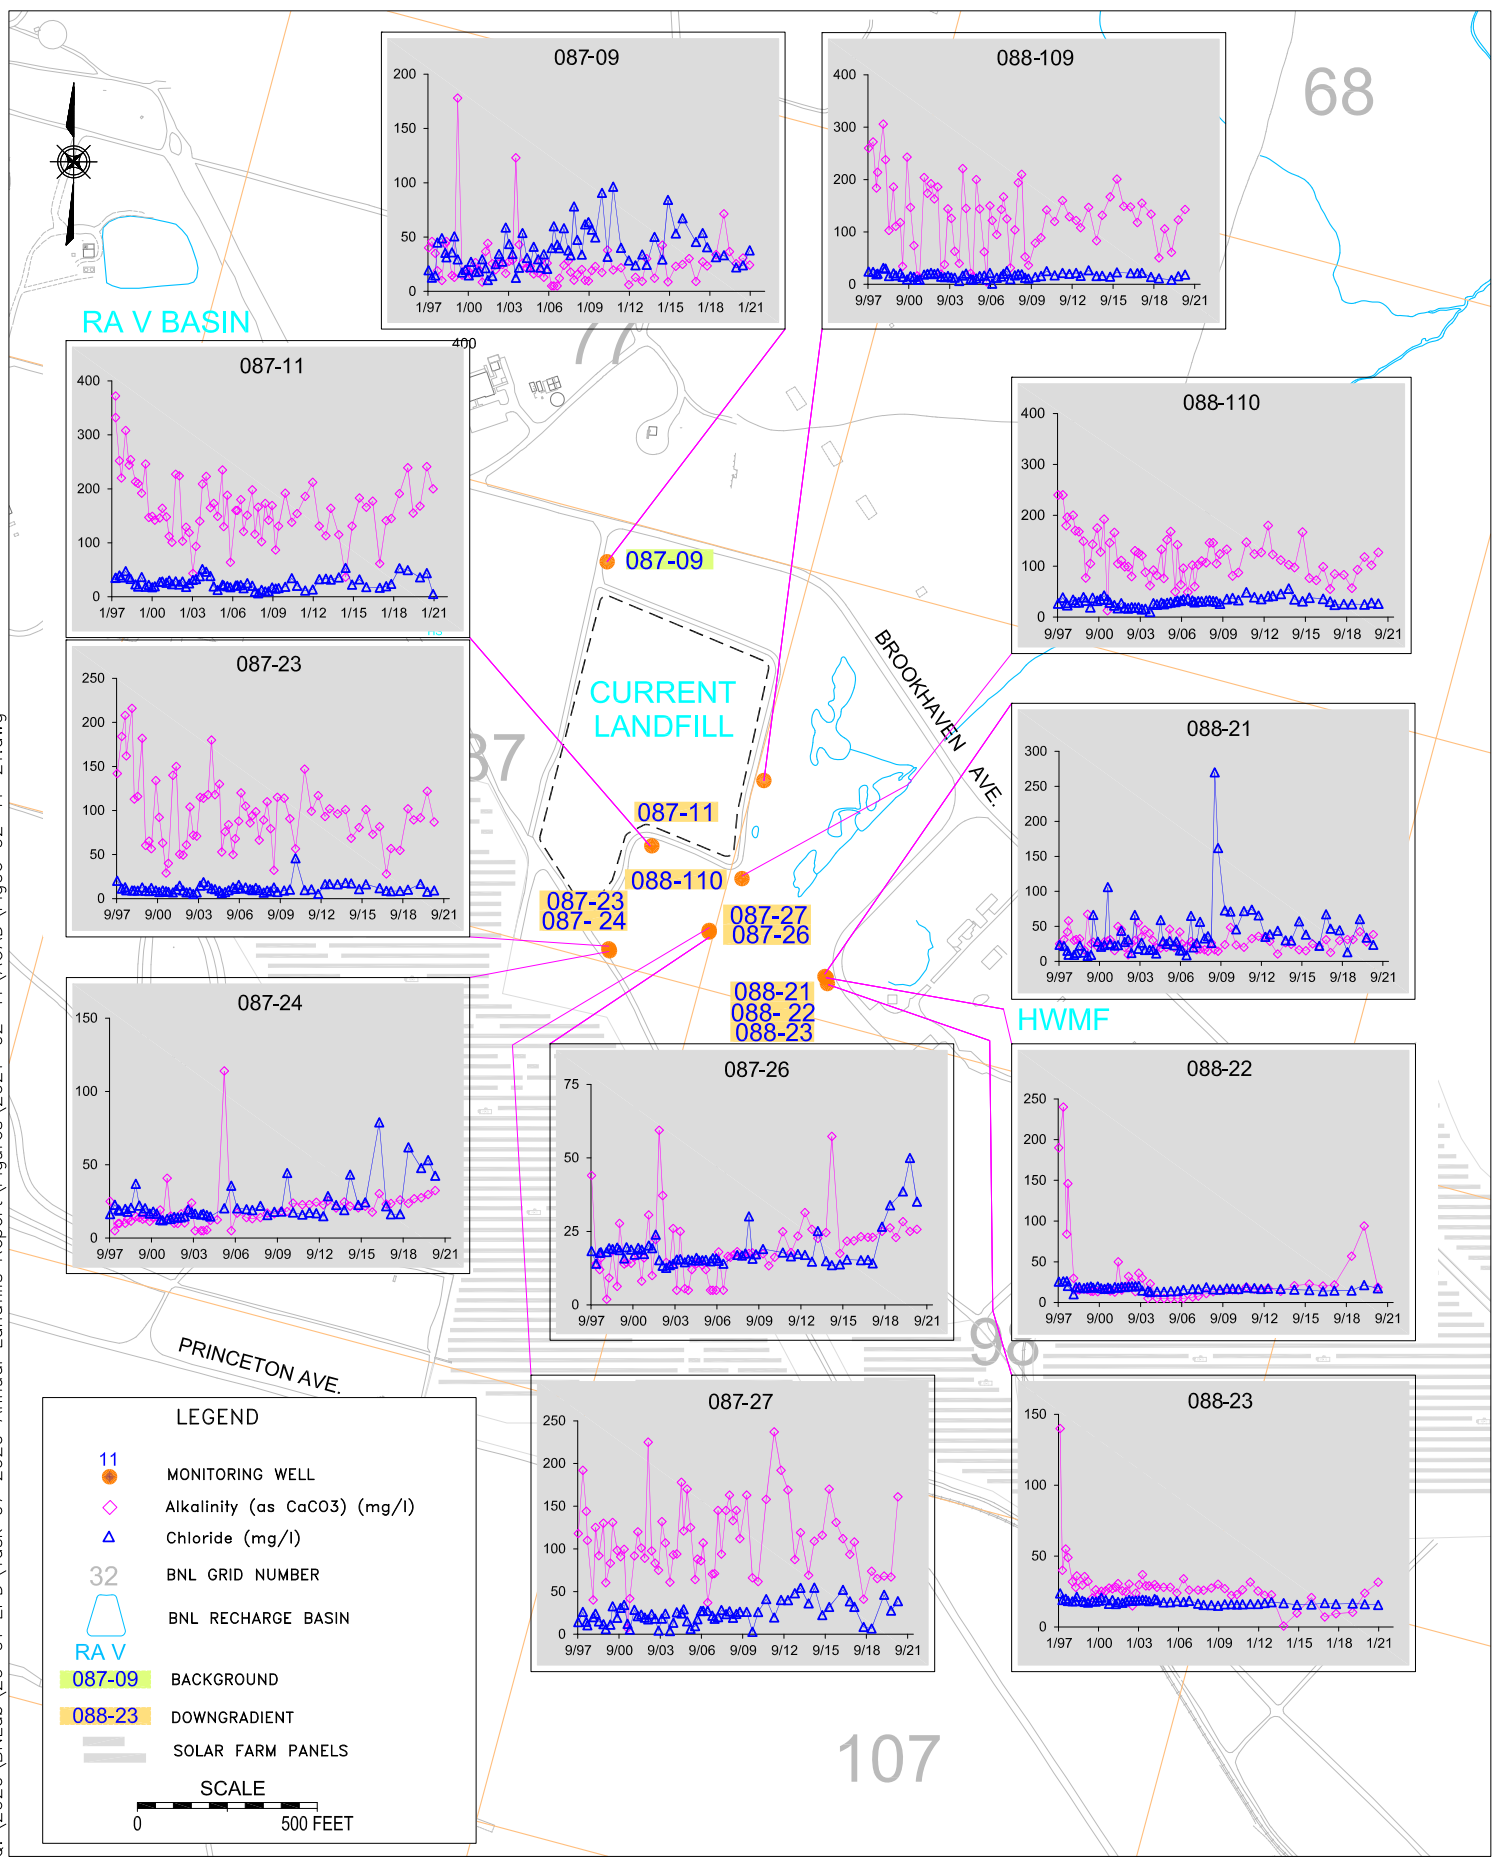 087-09
200
150
100
50
0
1/97 1/00 1/03 1/06 1/09 1/12 1/15 1/18 1/21
088-109
400
300
200
100
0
9/97 9/00 9/03 9/06 9/09 9/12 9/15 9/18 9/21
68
77
RA V BASIN
400
087-11
400
300
200
100
0
1/97 1/00 1/03 1/06 1/09 1/12 1/15 1/18 1/21
088-110
400
300
200
100
0
9/97 9/00 9/03 9/06 9/09 9/12 9/15 9/18 9/21
087-09
BROOKHAVEN AVE.
CURRENT
LANDFILL
87
087-11
088-110
087-23
087- 24
087-27
087-26
088-21
088- 22
088-23
HWMF
087-23
250
200
150
100
50
0
9/97 9/00 9/03 9/06 9/09 9/12 9/15 9/18 9/21
088-21
300
250
200
150
100
50
0
9/97 9/00 9/03 9/06 9/09 9/12 9/15 9/18 9/21
087-24
150
100
50
0
9/97 9/00 9/03 9/06 9/09 9/12 9/15 9/18 9/21
087-26
75
50
25
0
9/97 9/00 9/03 9/06 9/09 9/12 9/15 9/18 9/21
088-22
250
200
150
100
50
0
9/97 9/00 9/03 9/06 9/09 9/12 9/15 9/18 9/21
98
PRINCETON AVE.
087-27
250
200
150
100
50
0
9/97 9/00 9/03 9/06 9/09 9/12 9/15 9/18 9/21
088-23
150
100
50
0
1/97 1/00 1/03 1/06 1/09 1/12 1/15 1/18 1/21
107
LEGEND
11
MONITORING WELL
Alkalinity (as CaCO3) (mg/l)
Chloride (mg/l)
32 BNL GRID NUMBER
BNL RECHARGE BASIN
RA V
087-09 BACKGROUND
088-23 DOWNGRADIENT
SOLAR FARM PANELS
SCALE
0 500 FEET